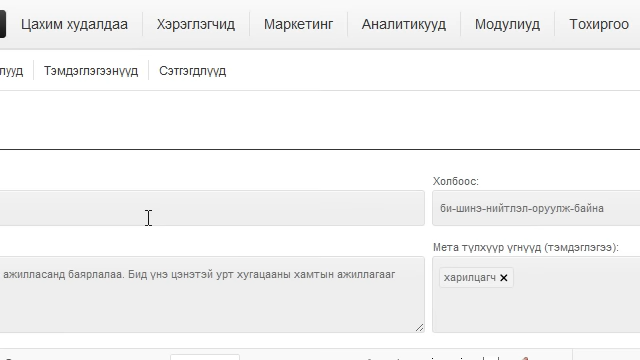 Цахим худалдаа Хэрэглэгчид Маркетинг Аналитикууд Модулиуд Тохиргоо
лууд Тэмдэглэгээнүүд Сэтгэгдлүүд
Холбоос:
би-шинэ-нийтлэл-оруулж-байна
Мета түлхүүр үгнүүд (тэмдэглэгээ):
ажилласанд баярлалаа. Бид үнэ цэнэтэй урт хугацааны хамтын ажиллагааг
харилцагч ×